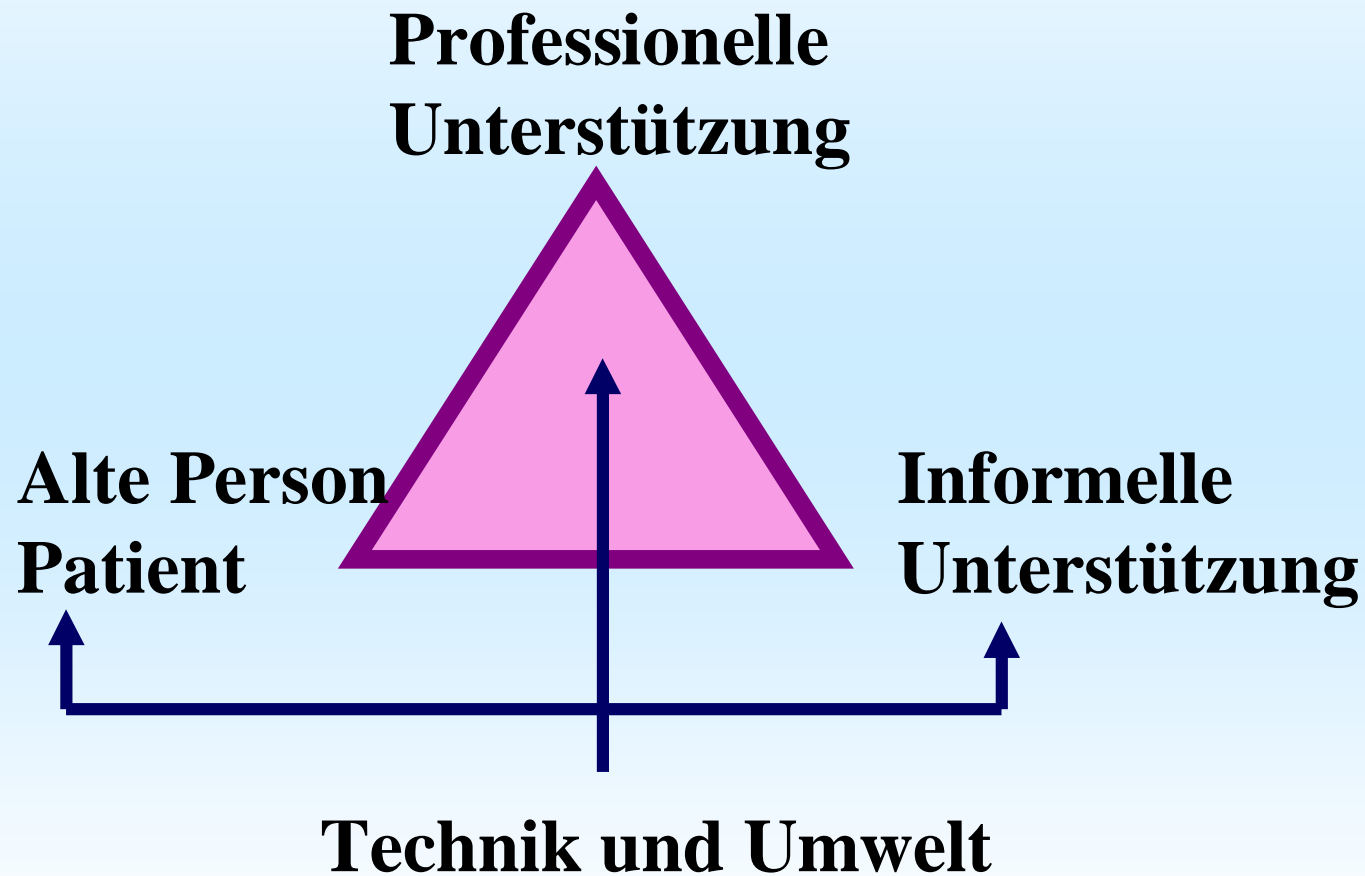 Professionelle
Unterstützung
Alte Person
Patient
Informelle
Unterstützung
Technik und Umwelt